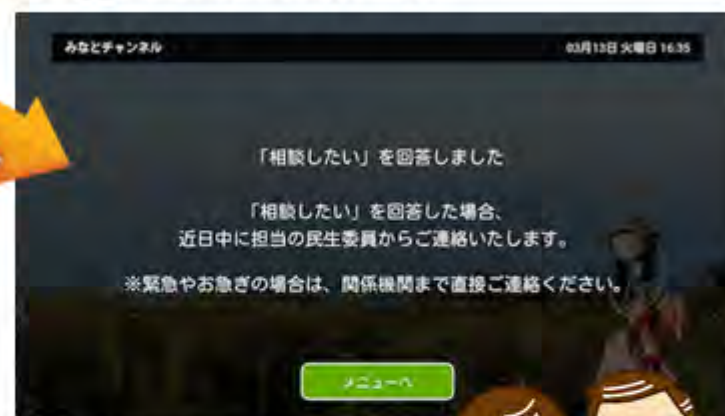 みなとチャンネル
03月13日 火曜日 16:35
「相談したい」を回答しました
「相談したい」を回答した場合、
近日中に担当の民生委員からご連絡いたします。
※緊急やお急ぎの場合は、関係機関まで直接ご連絡ください。
メニューへ